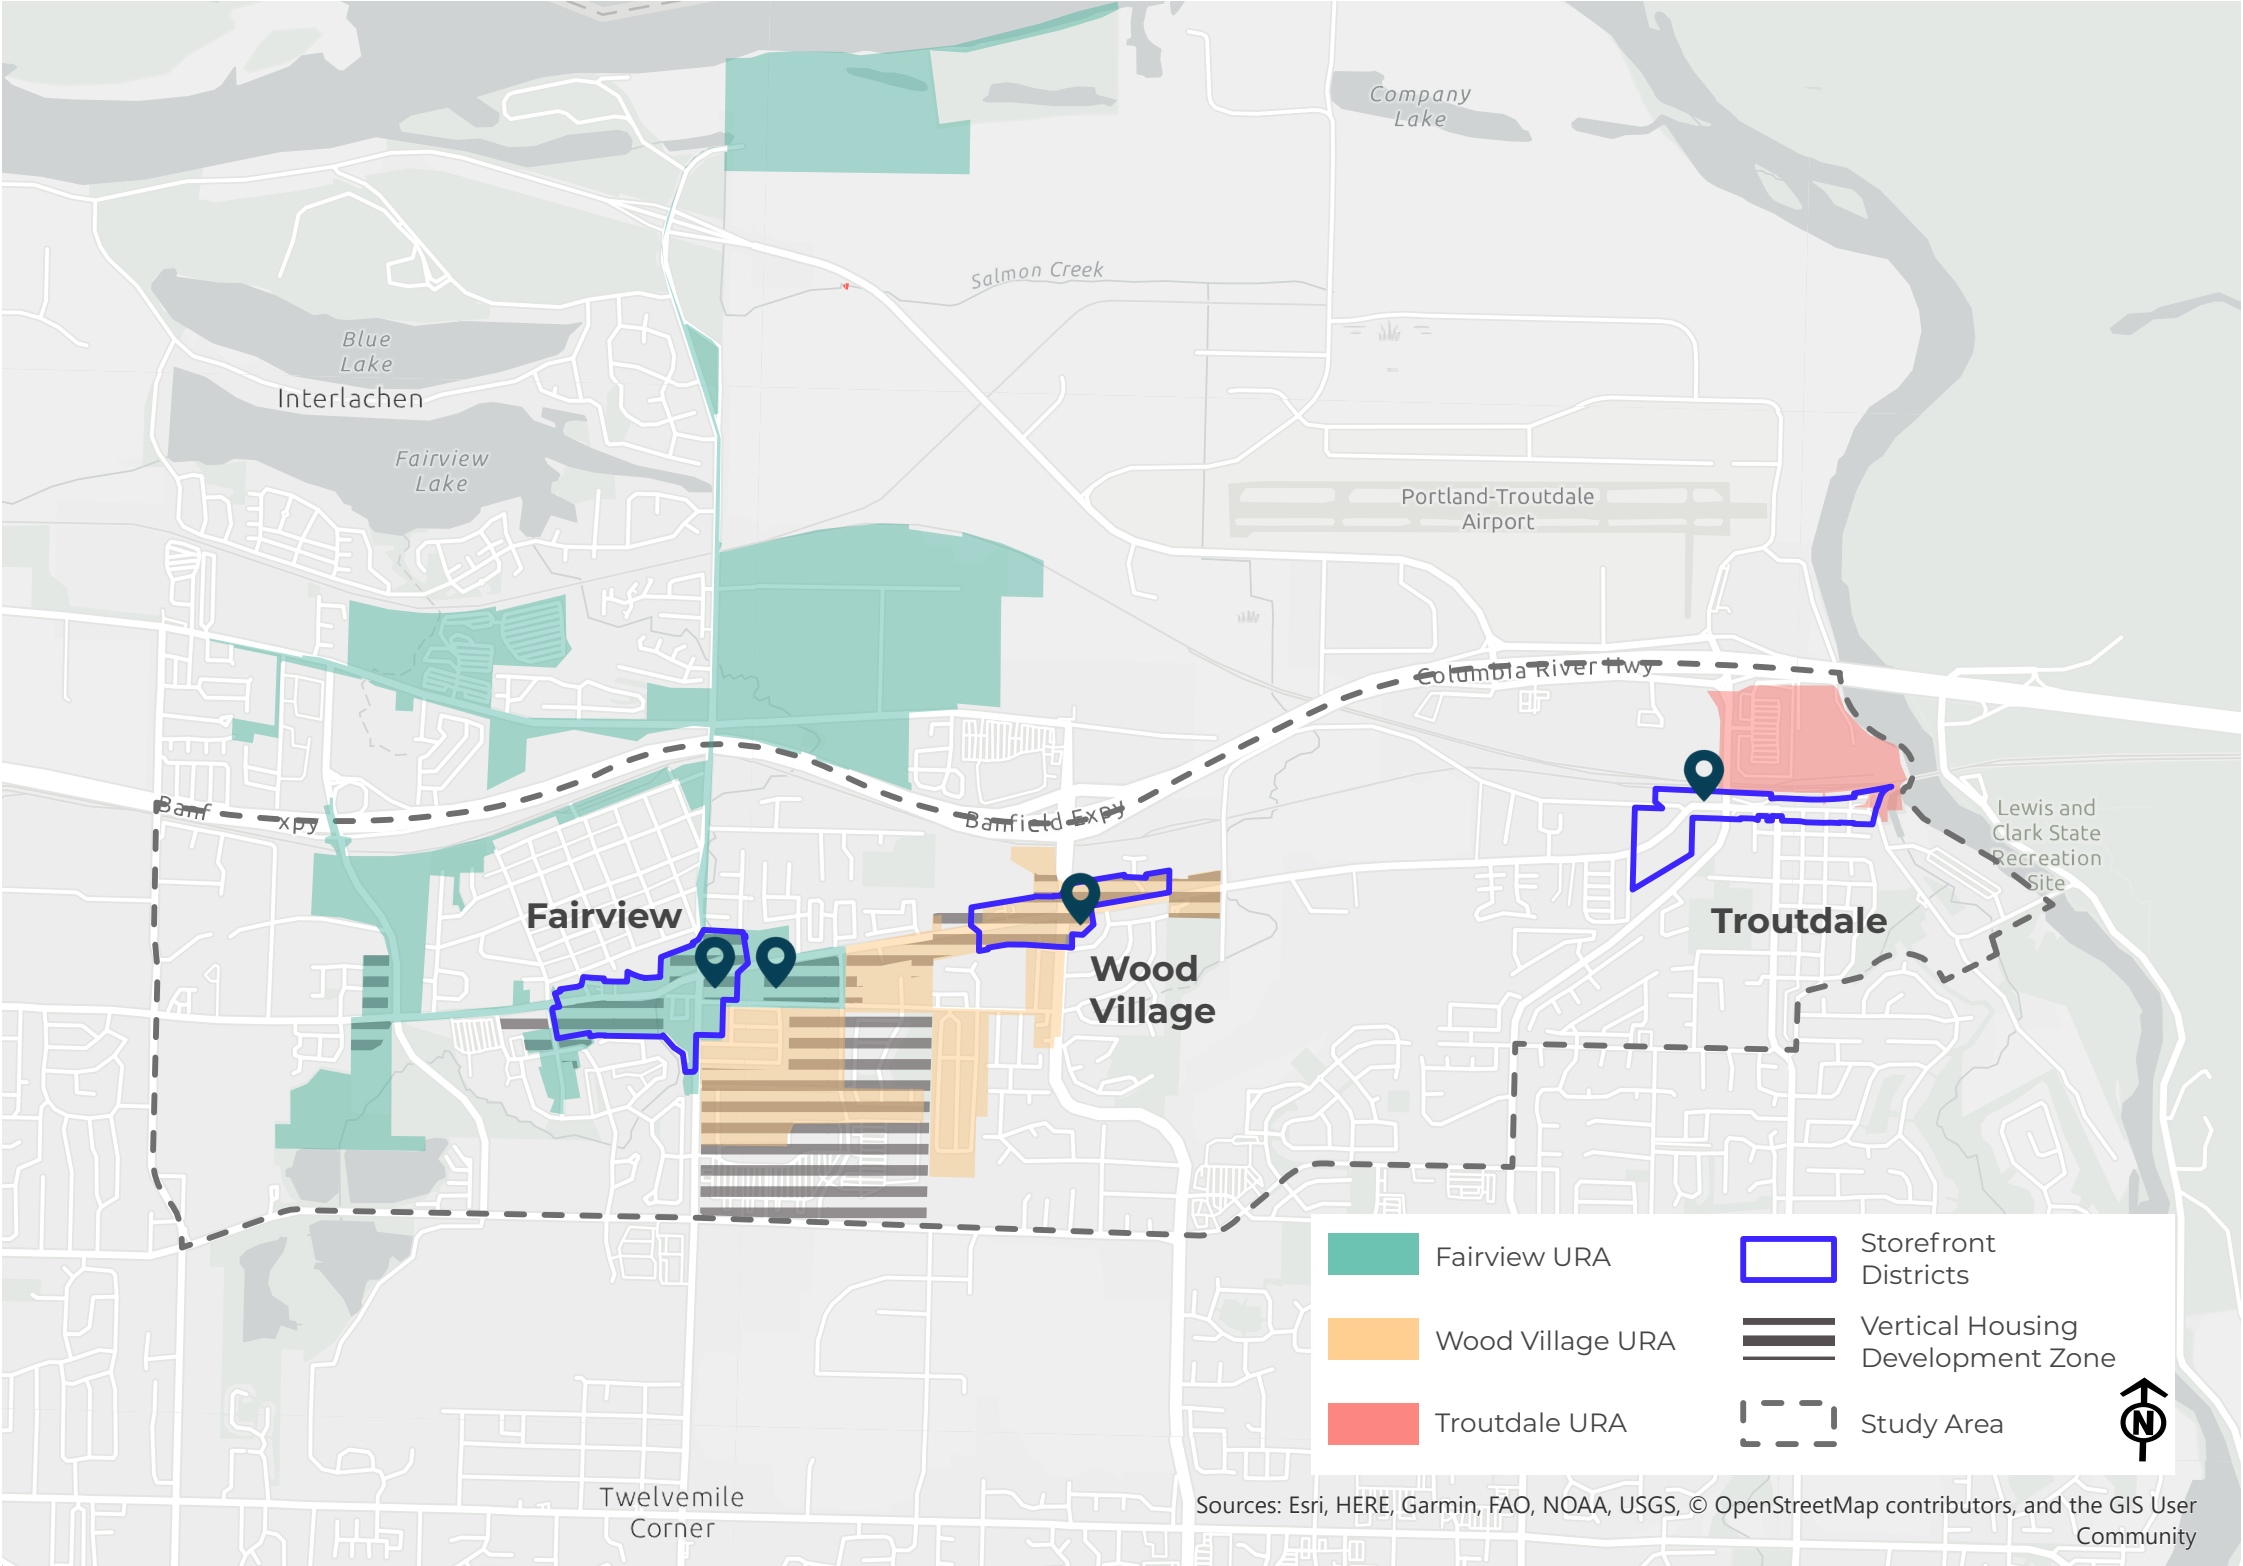 Company
Lake
Salmon Creek
Blue
Lake
Interlachen
Fairview
Lake
Portland-Troutdale
Airport
Columbia River Hwy
Banf xpy
Banfield Expy
Lewis and
Clark State
Recreation
Site
Fairview
Troutdale
Wood
Village
Fairview URA
Wood Village URA
Troutdale URA
Storefront
Districts
Vertical Housing
Development Zone
Study Area
N
Twelvemile
Corner
Sources: Esri, HERE, Garmin, FAO, NOAA, USGS, © OpenStreetMap contributors, and the GIS User
Community